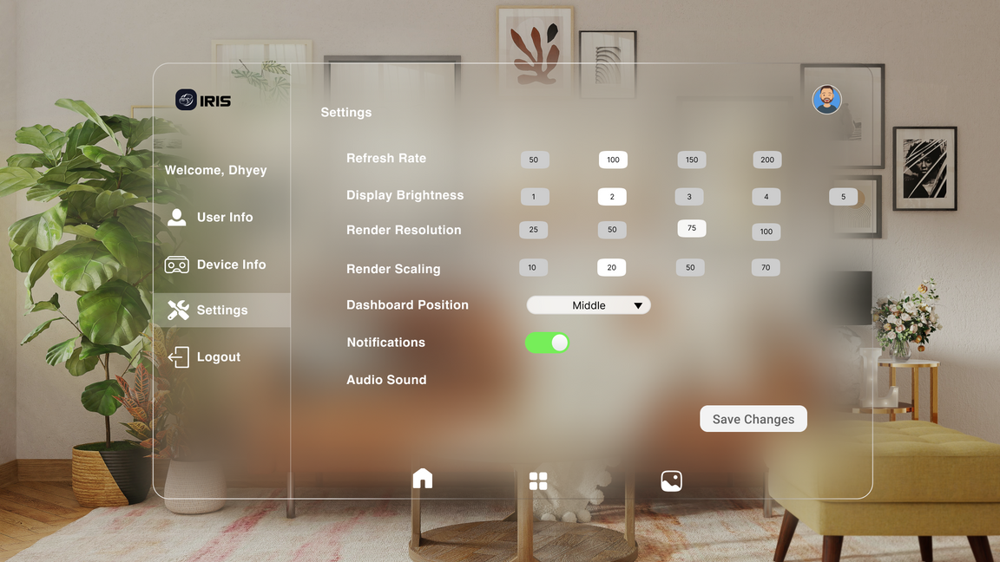 IRIS
Settings
Welcome, Dhyey
User Info
Device Info
Settings
Logout
Refresh Rate 50 100 150 200
Display Brightness 1 2 3 4 5
Render Resolution 25 50 75 100
Render Scaling 10 20 50 70
Dashboard Position Middle
Notifications
Audio Sound
Save Changes